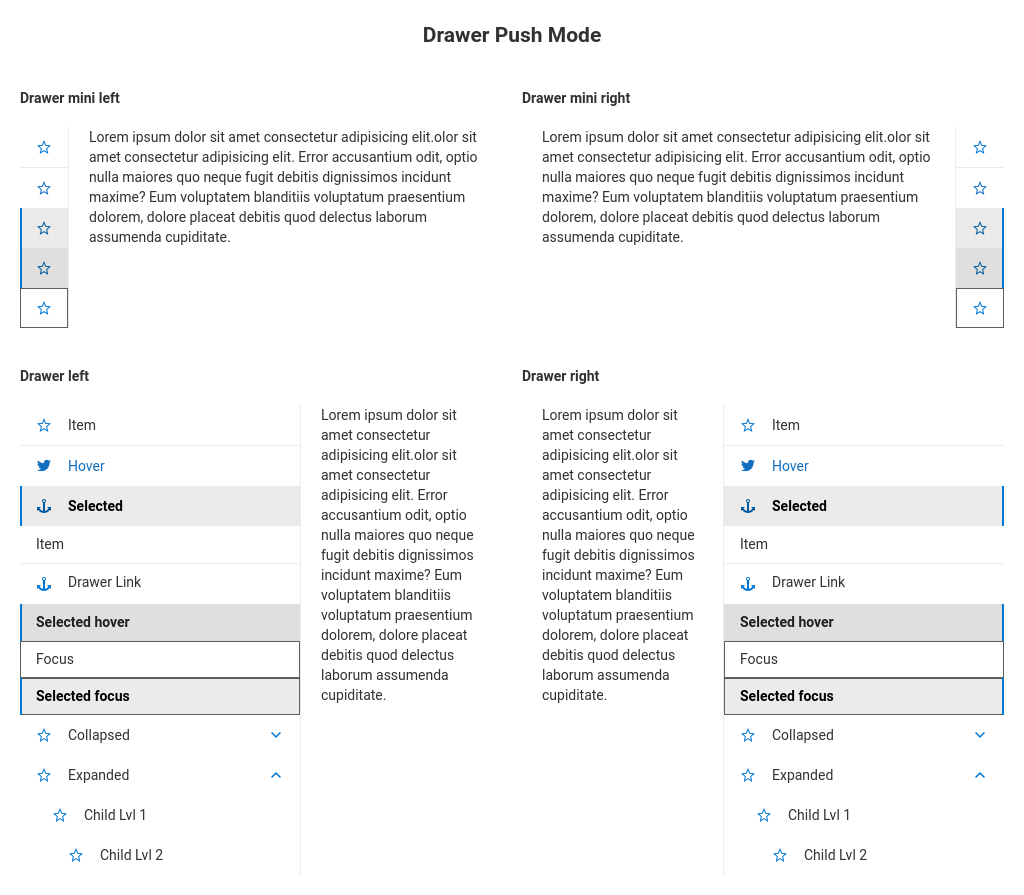 Drawer Push Mode
Drawer mini left
Lorem ipsum dolor sit amet consectetur adipisicing elit.olor sit
amet consectetur adipisicing elit. Error accusantium odit, optio
nulla maiores quo neque fugit debitis dignissimos incidunt
maxime? Eum voluptatem blanditiis voluptatum praesentium
dolorem, dolore placeat debitis quod delectus laborum
assumenda cupiditate.
Drawer mini right
Lorem ipsum dolor sit amet consectetur adipisicing elit.olor sit
amet consectetur adipisicing elit. Error accusantium odit, optio
nulla maiores quo neque fugit debitis dignissimos incidunt
maxime? Eum voluptatem blanditiis voluptatum praesentium
dolorem, dolore placeat debitis quod delectus laborum
assumenda cupiditate.
Drawer left
Item
Hover
Selected
Item
Drawer Link
Selected hover
Focus
Selected focus
Collapsed
Expanded
Child Lvl 1
Child Lvl 2
Lorem ipsum dolor sit
amet consectetur
adipisicing elit.olor sit
amet consectetur
adipisicing elit. Error
accusantium odit, optio
nulla maiores quo neque
fugit debitis dignissimos
incidunt maxime? Eum
voluptatem blanditiis
voluptatum praesentium
dolorem, dolore placeat
debitis quod delectus
laborum assumenda
cupiditate.
Drawer right
Lorem ipsum dolor sit
amet consectetur
adipisicing elit.olor sit
amet consectetur
adipisicing elit. Error
accusantium odit, optio
nulla maiores quo neque
fugit debitis dignissimos
incidunt maxime? Eum
voluptatem blanditiis
voluptatum praesentium
dolorem, dolore placeat
debitis quod delectus
laborum assumenda
cupiditate.
Item
Hover
Selected
Item
Drawer Link
Selected hover
Focus
Selected focus
Collapsed
Expanded
Child Lvl 1
Child Lvl 2